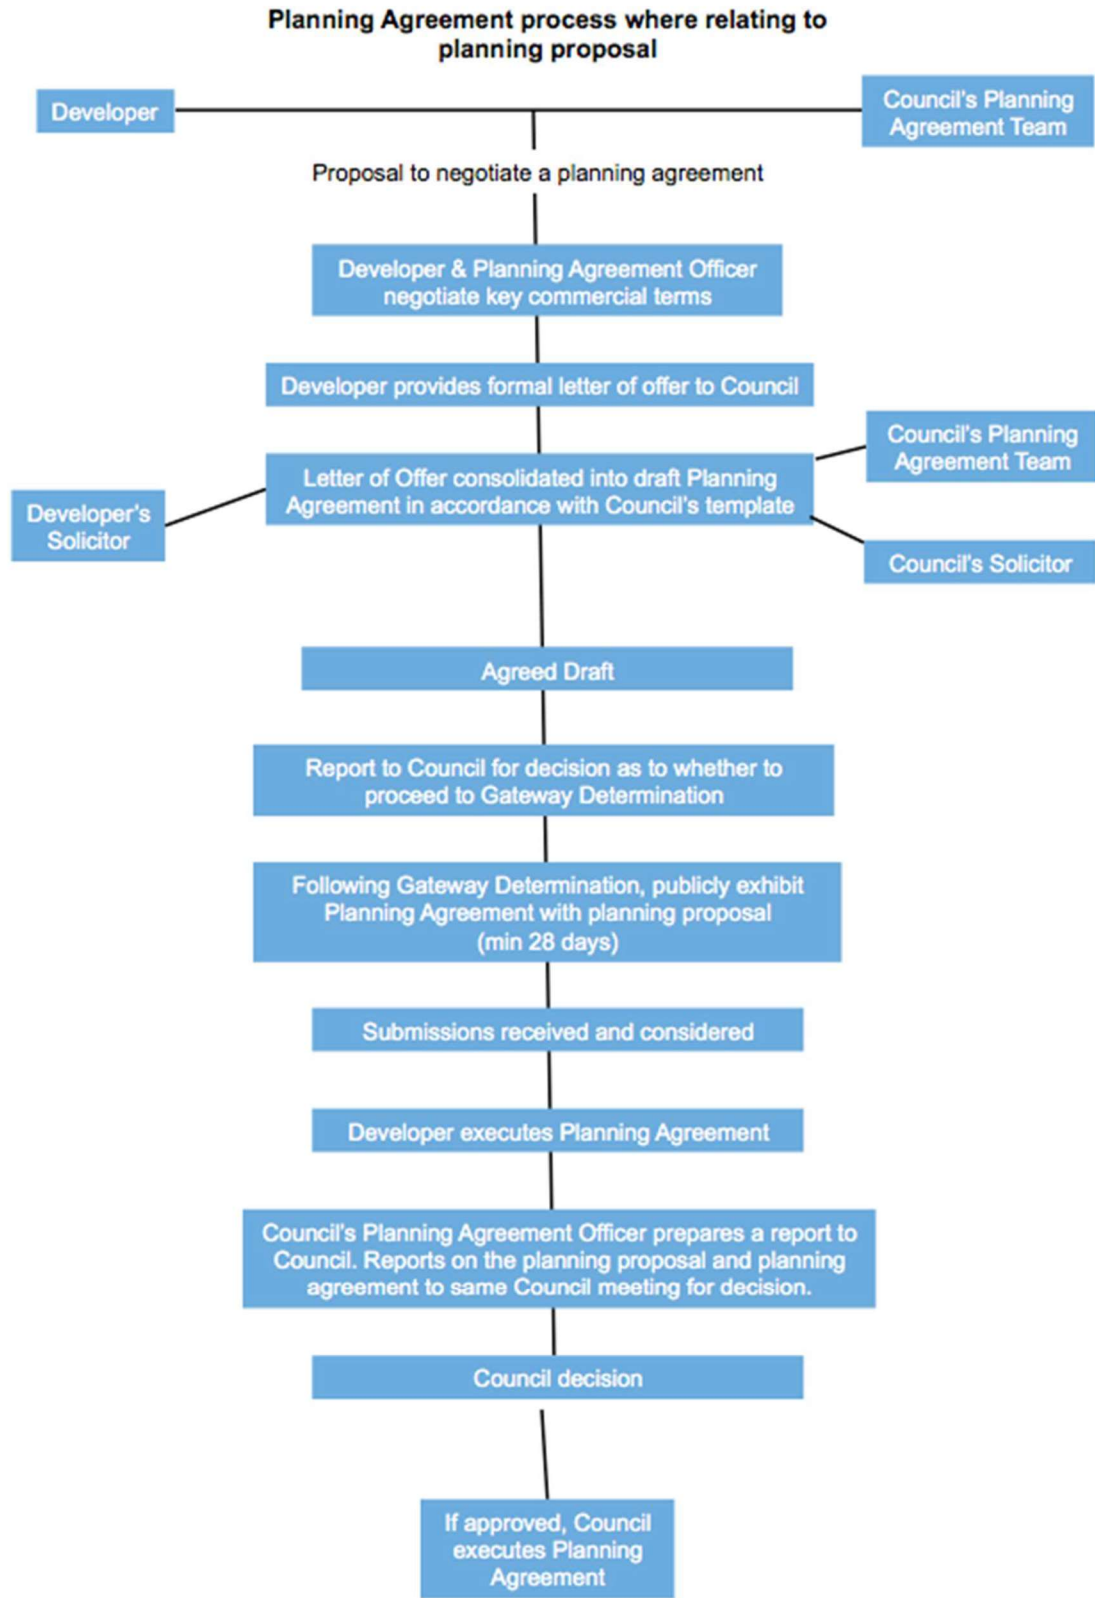 Planning Agreement process where relating to
planning proposal
Developer
Council's Planning
Agreement Team
Proposal to negotiate a planning agreement
Developer & Planning Agreement Officer
negotiate key commercial terms
Developer provides formal letter of offer to Council
Council's Planning
Agreement Team
Letter of Offer consolidated into draft Planning
Agreement in accordance with Council's template
Developer's
Solicitor
Council's Solicitor
Agreed Draft
Report to Council for decision as to whether to
proceed to Gateway Determination
Following Gateway Determination, publicly exhibit
Planning Agreement with planning proposal
(min 28 days)
Submissions received and considered
Developer executes Planning Agreement
Council's Planning Agreement Officer prepares a report to
Council. Reports on the planning proposal and planning
agreement to same Council meeting for decision.
Council decision
If approved, Council
executes Planning
Agreement